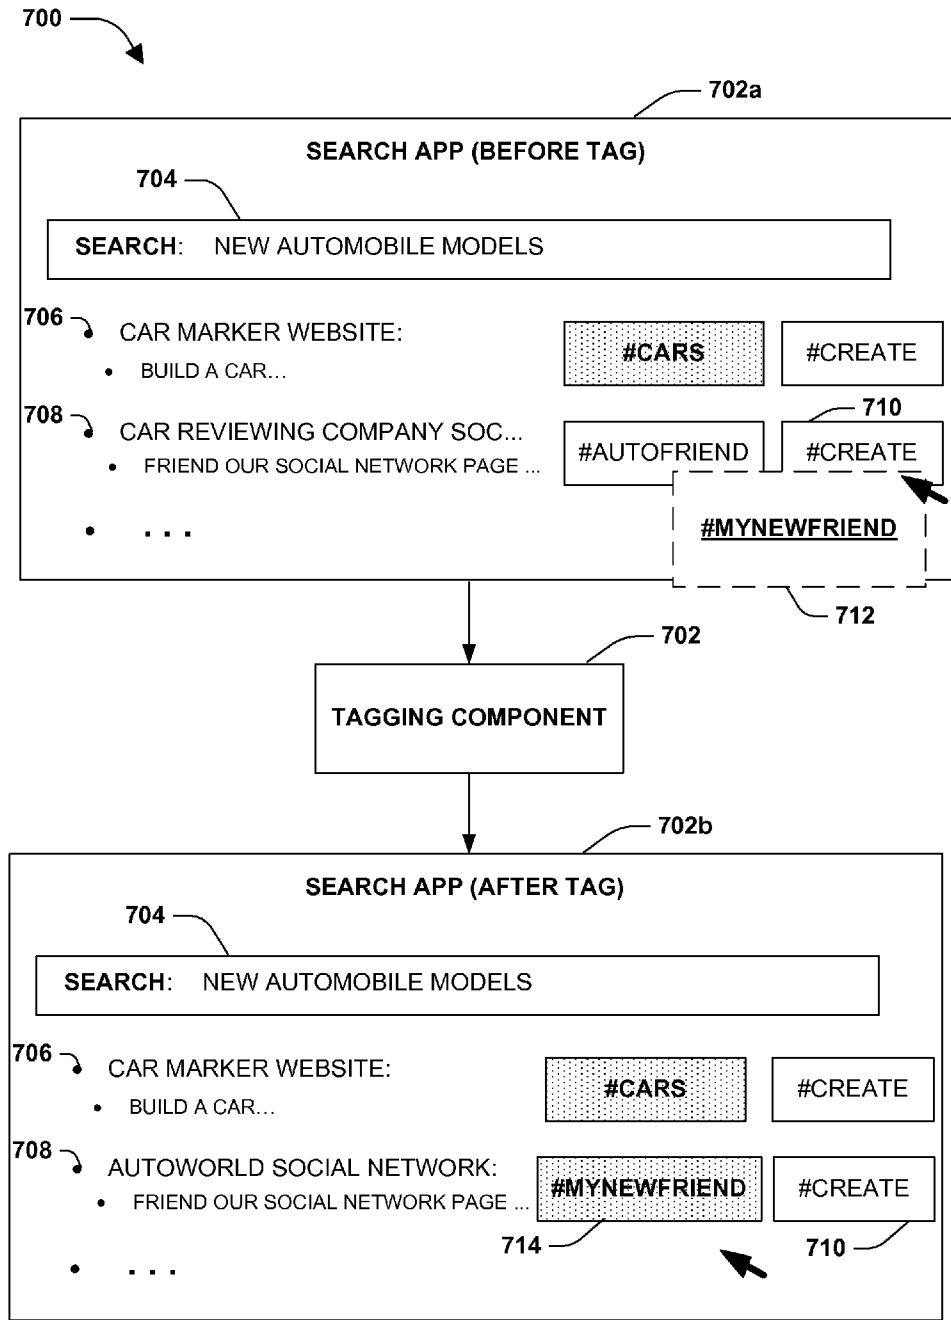 700
702a
SEARCH APP (BEFORE TAG)
704
SEARCH: NEW AUTOMOBILE MODELS
706
• CAR MARKER WEBSITE: #CARS #CREATE
• BUILD A CAR...
708
710
• CAR REVIEWING COMPANY SOC... #AUTOFRIEND #CREATE
• FRIEND OUR SOCIAL NETWORK PAGE ...
#MYNEWFRIEND
• . . .
712
702
TAGGING COMPONENT
702b
SEARCH APP (AFTER TAG)
704
SEARCH: NEW AUTOMOBILE MODELS
706
• CAR MARKER WEBSITE: #CARS #CREATE
• BUILD A CAR...
708
• AUTOWORLD SOCIAL NETWORK: #MYNEWFRIEND #CREATE
• FRIEND OUR SOCIAL NETWORK PAGE ...
714
710
• . . .